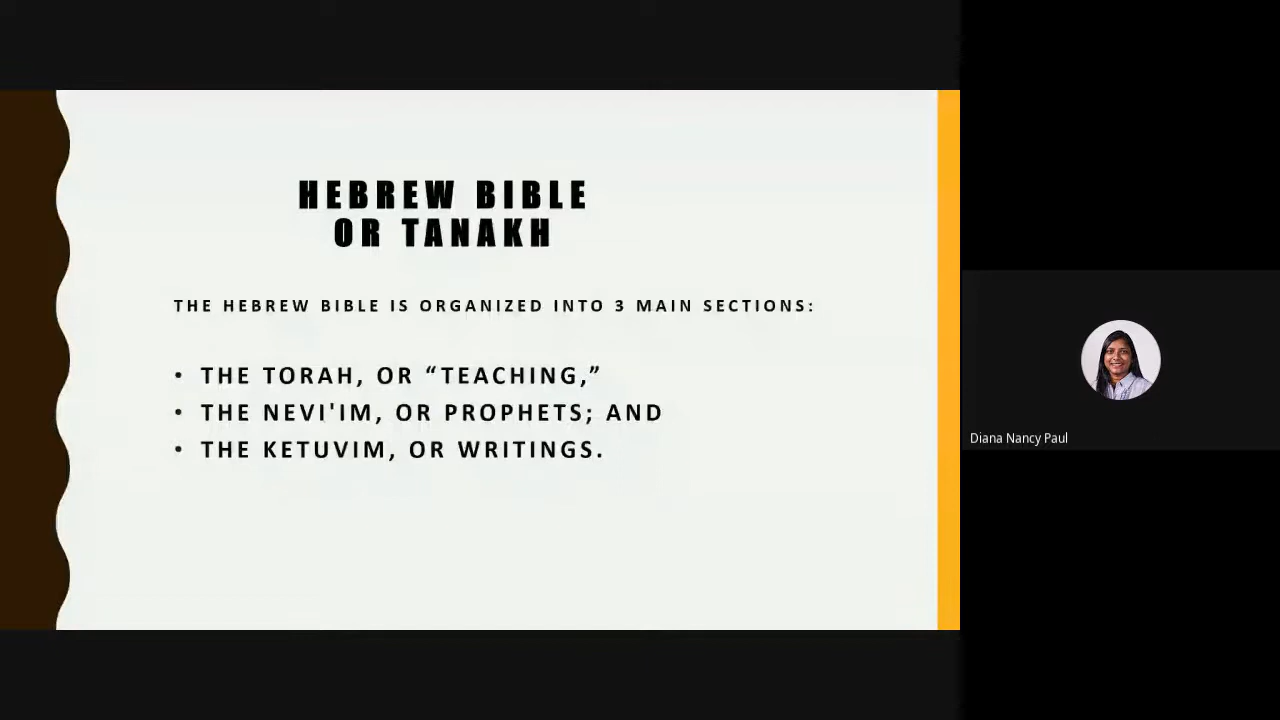 HEBREW BIBLE
OR TANAKH
THE HEBREW BIBLE IS ORGANIZED INTO 3 MAIN SECTIONS:
• THE TORAH, OR “TEACHING,”
• THE NEVI'IM, OR PROPHETS; AND
• THE KETUVIM, OR WRITINGS.
Diana Nancy Paul